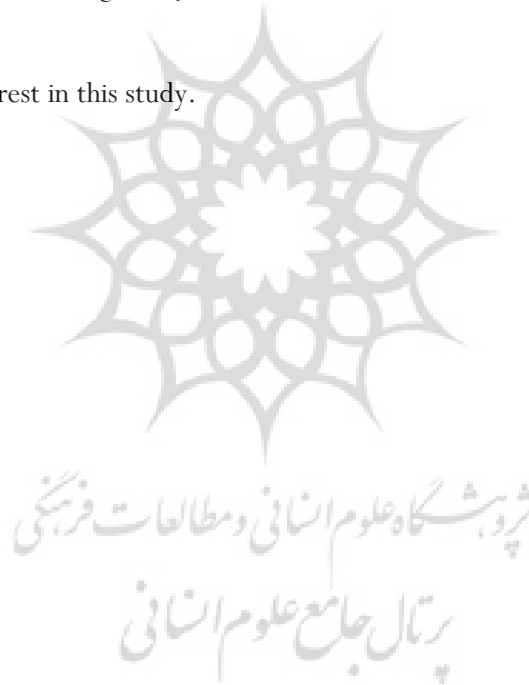 rest in this study.
پژوهشگاه علوم انسانی و مطالعات فرهنگی
پرتال جامع علوم انسانی